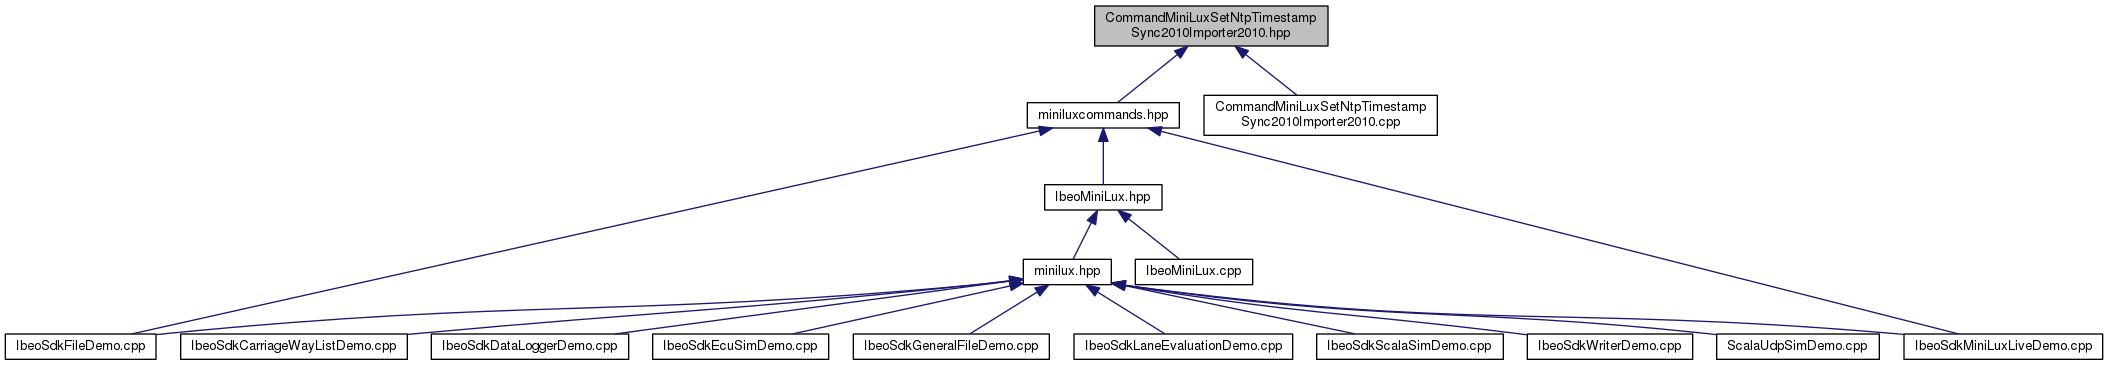 CommandMiniLuxSetNtpTimestamp
Sync2010Importer2010.hpp
miniluxcommands.hpp
CommandMiniLuxSetNtpTimestamp
Sync2010Importer2010.cpp
IbeoMiniLux.hpp
minilux.hpp
IbeoMiniLux.cpp
IbeoSdkFileDemo.cpp
IbeoSdkCarriageWayListDemo.cpp
IbeoSdkDataLoggerDemo.cpp
IbeoSdkEcuSimDemo.cpp
IbeoSdkGeneralFileDemo.cpp
IbeoSdkLaneEvaluationDemo.cpp
IbeoSdkScalaSimDemo.cpp
IbeoSdkWriterDemo.cpp
ScalaUdpSimDemo.cpp
IbeoSdkMiniLuxLiveDemo.cpp